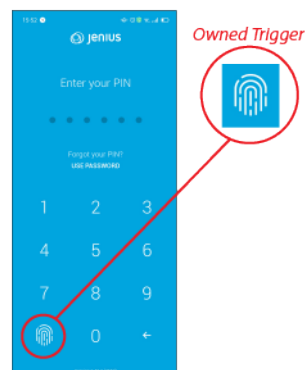 15:52
jenius
Owned Trigger
Enter your PIN
Forgot your PIN?
USE PASSWORD
1 2 3
4 5 6
7 8 9
0